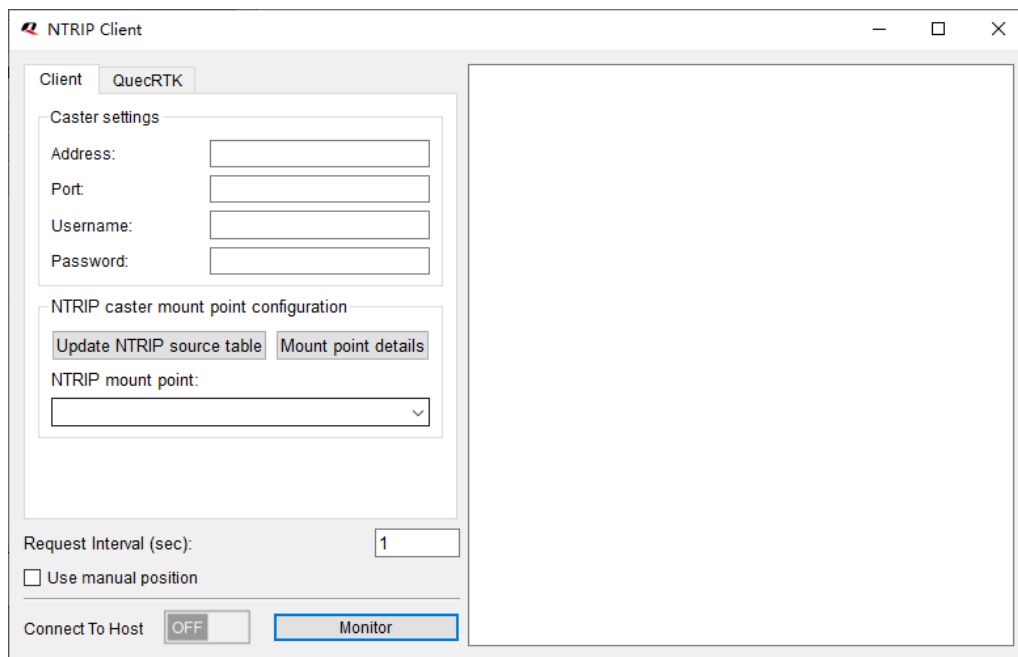 NTRIP Client
Client QuecRTK
Caster settings
Address:
Port:
Username:
Password:
NTRIP caster mount point configuration
Update NTRIP source table Mount point details
NTRIP mount point:
Request Interval (sec): 1
Use manual position
Connect To Host OFF Monitor